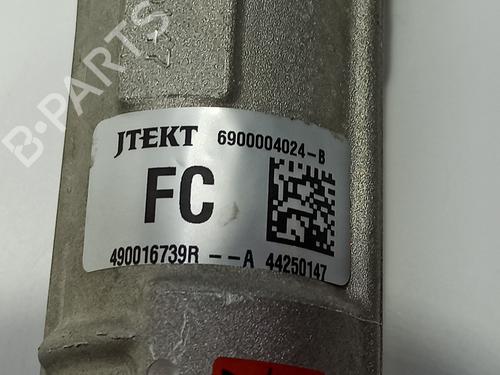 B-PARTS
JTEKT 6900004024-B
FC
490016739R --A 44250147